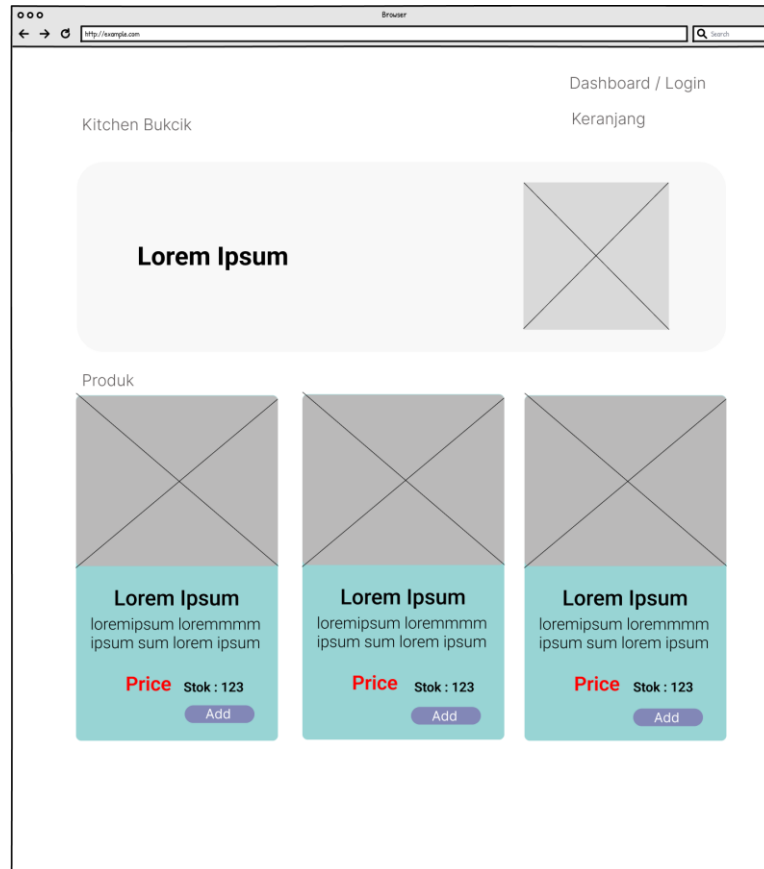 Browser
http://example.com
Search
Dashboard / Login
Kitchen Bukcik
Keranjang
Lorem Ipsum
Produk
Lorem Ipsum
loremipsum loremmmm
ipsum sum lorem ipsum
Price Stok : 123
Add
Lorem Ipsum
loremipsum loremmmm
ipsum sum lorem ipsum
Price Stok : 123
Add
Lorem Ipsum
loremipsum loremmmm
ipsum sum lorem ipsum
Price Stok : 123
Add